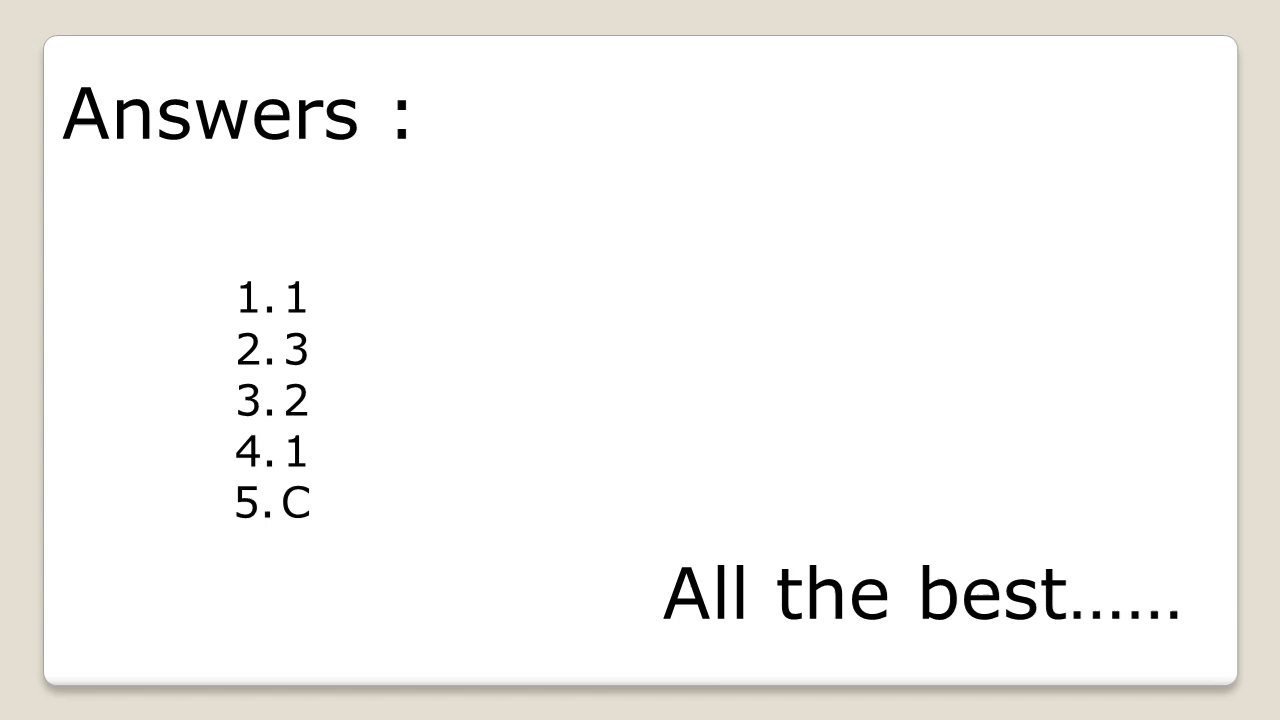 Answers :
1. 1
2. 3
3. 2
4. 1
5. C
All the best......